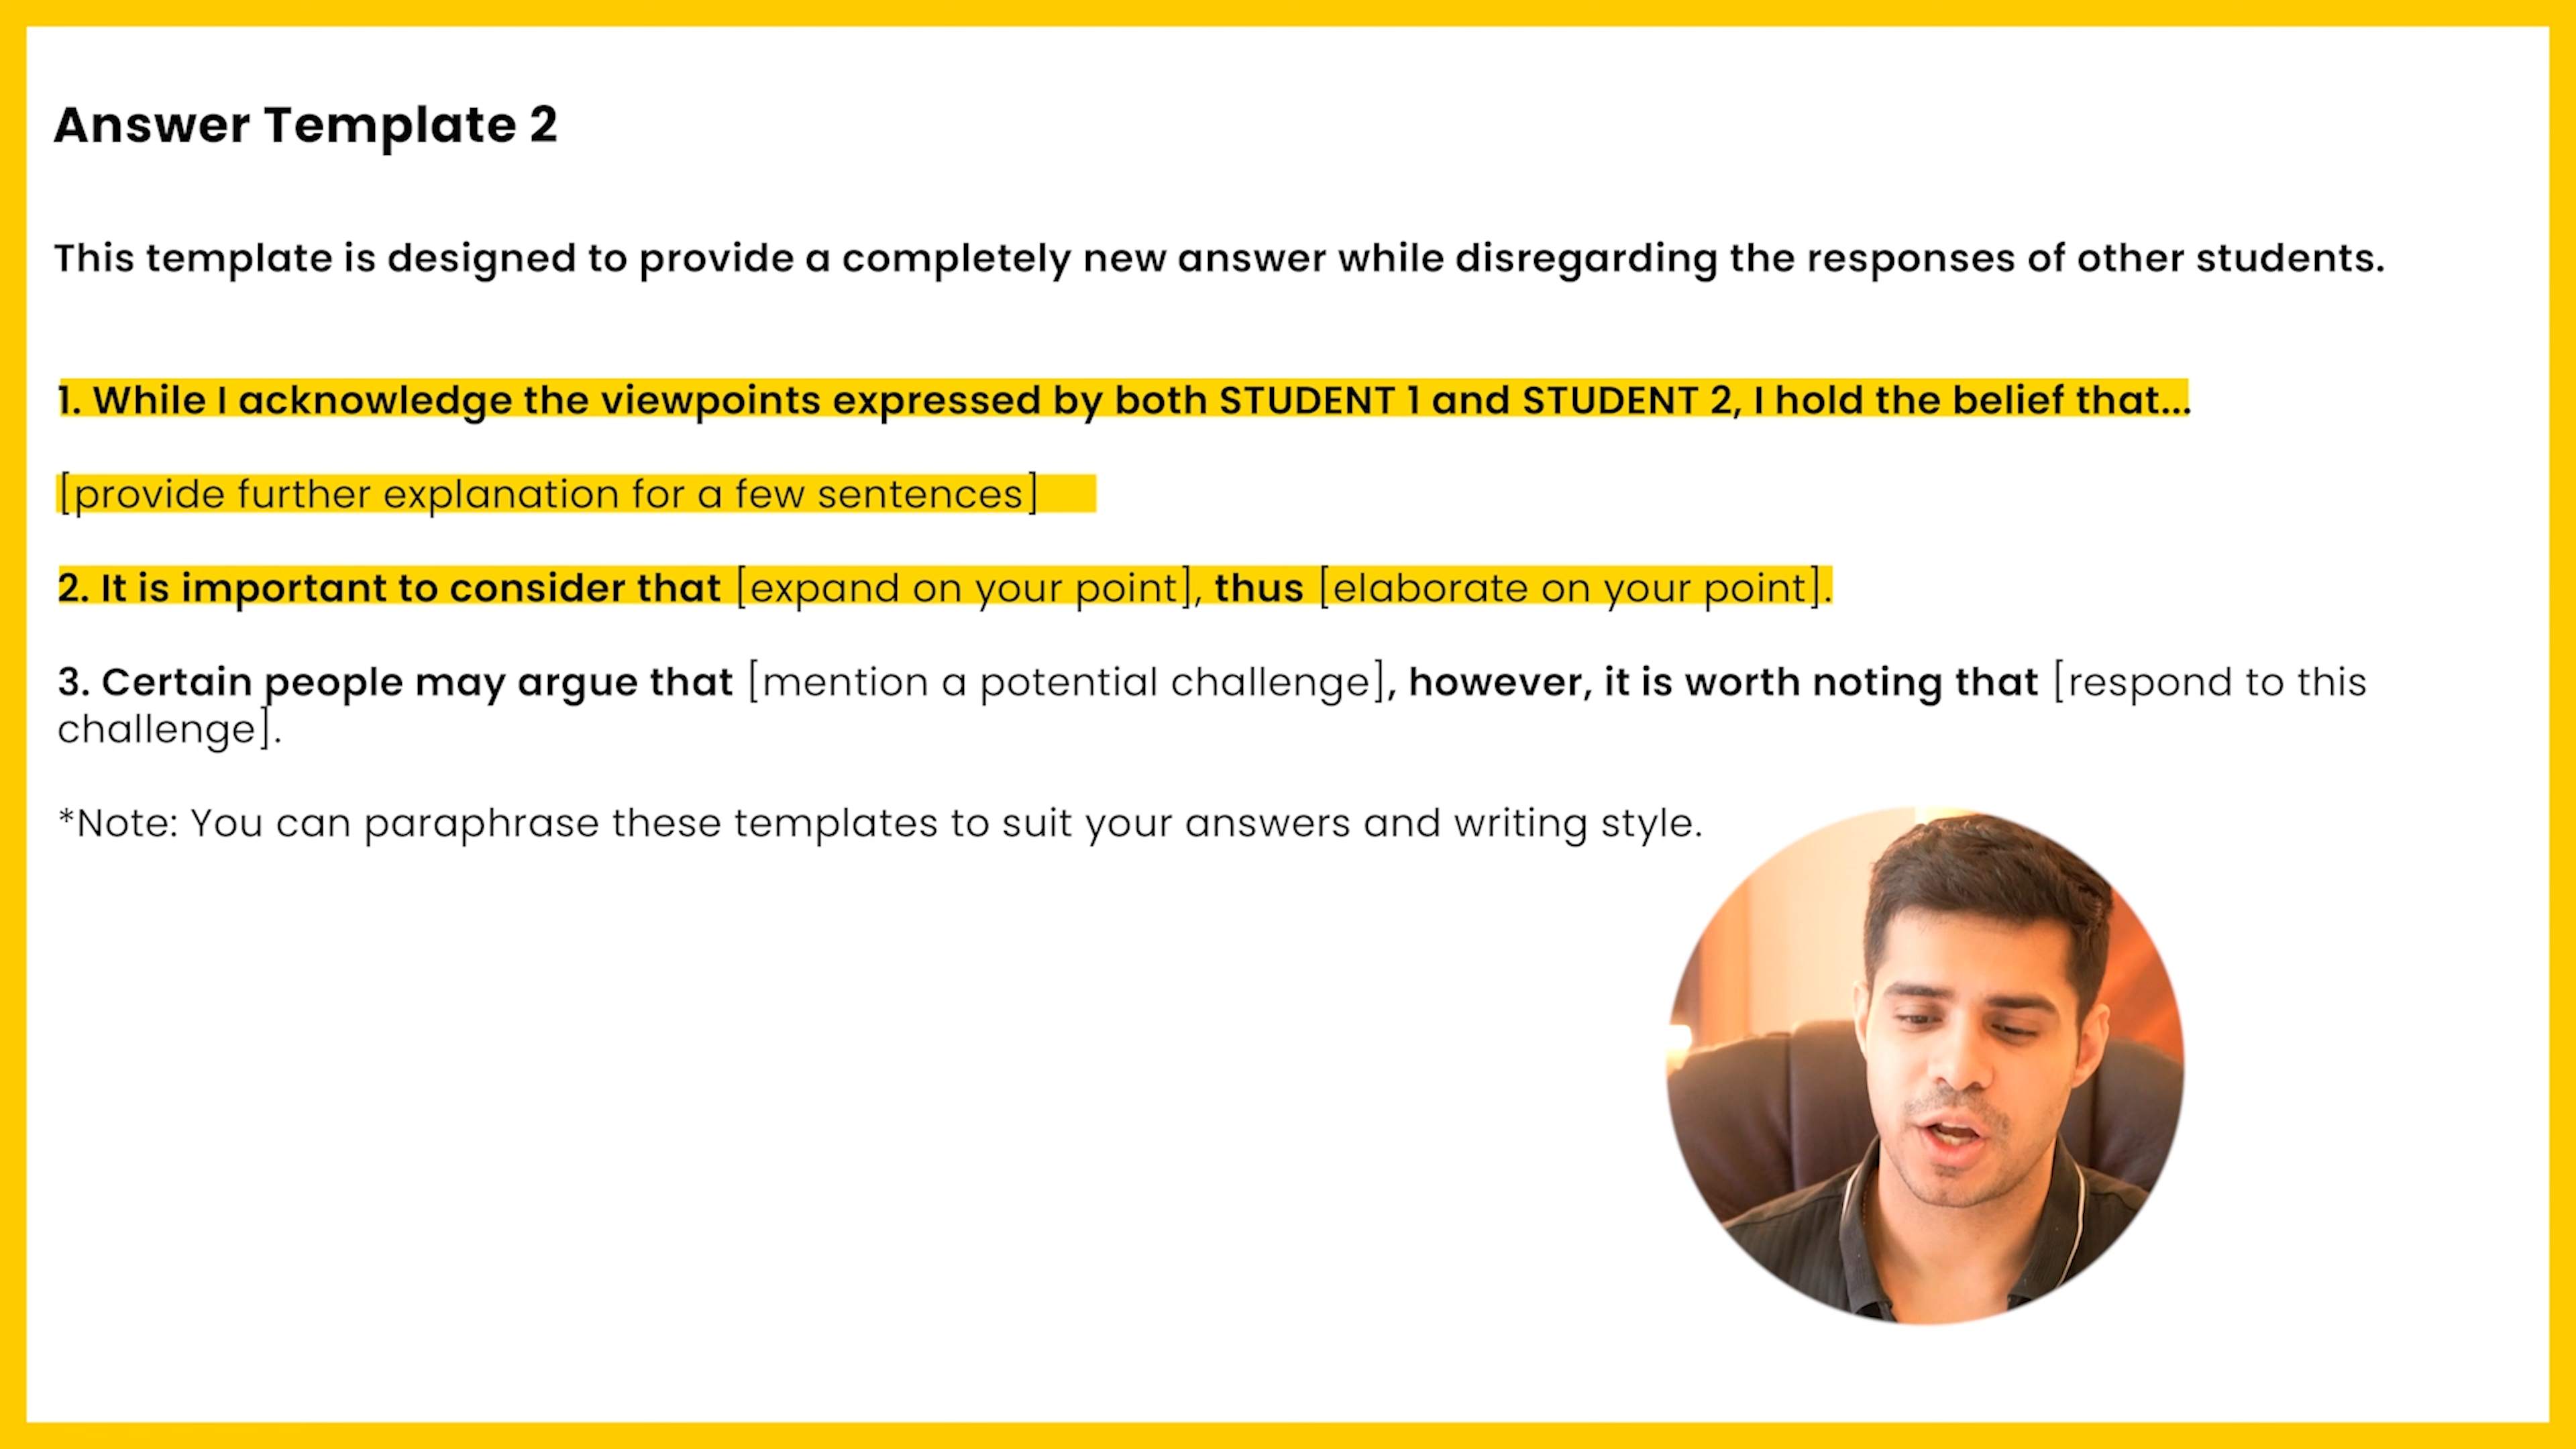 Answer Template 2
This template is designed to provide a completely new answer while disregarding the responses of other students.
1. While I acknowledge the viewpoints expressed by both STUDENT 1 and STUDENT 2, I hold the belief that...
[provide further explanation for a few sentences]
2. It is important to consider that [expand on your point], thus [elaborate on your point].
3. Certain people may argue that [mention a potential challenge], however, it is worth noting that [respond to this
challenge].
*Note: You can paraphrase these templates to suit your answers and writing style.